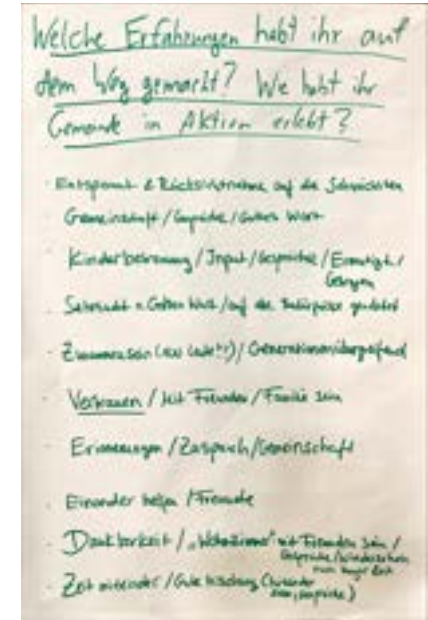 Welche Erfahrungen habt ihr auf
dem Weg gemacht? Wie habt ihr
Gemeinde in Aktion erlebt?
- Entspannt & Rücksichtnahme auf die Schwächsten
- Gemeinschaft / Gespräche / Gottes Wort
- Kinderbetreuung / Input / Gespräche / Ermutigt /
- Sehnsucht n. Gottes Wort / auf die Bedürfnisse geachtet
- Zusammensein / Generationenübergreifend
- Vertrauen / Mit Freunden / Familie sein
- Erinnerungen / Zuspruch / Gemeinschaft
- Einander helfen / Freude
- Dankbarkeit / "Wohnzimmer" mit Freunden sein /
Gespräche / Wiedersehen
nach langer Zeit
- Zeit miteinander / Gute Mischung
Gespräche)